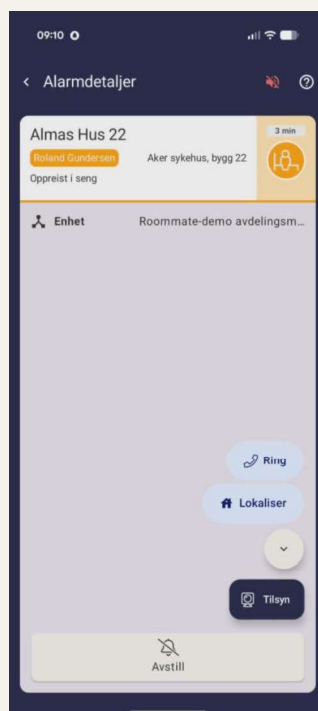 09:10
Alarmdetaljer
Almas Hus 22
3 min
Roland Gundersen
Aker sykehus, bygg 22
Oppreist i seng
Enhet
Roommate-demo avdelingsm...
Ring
Lokaliser
Tilsyn
Avstill